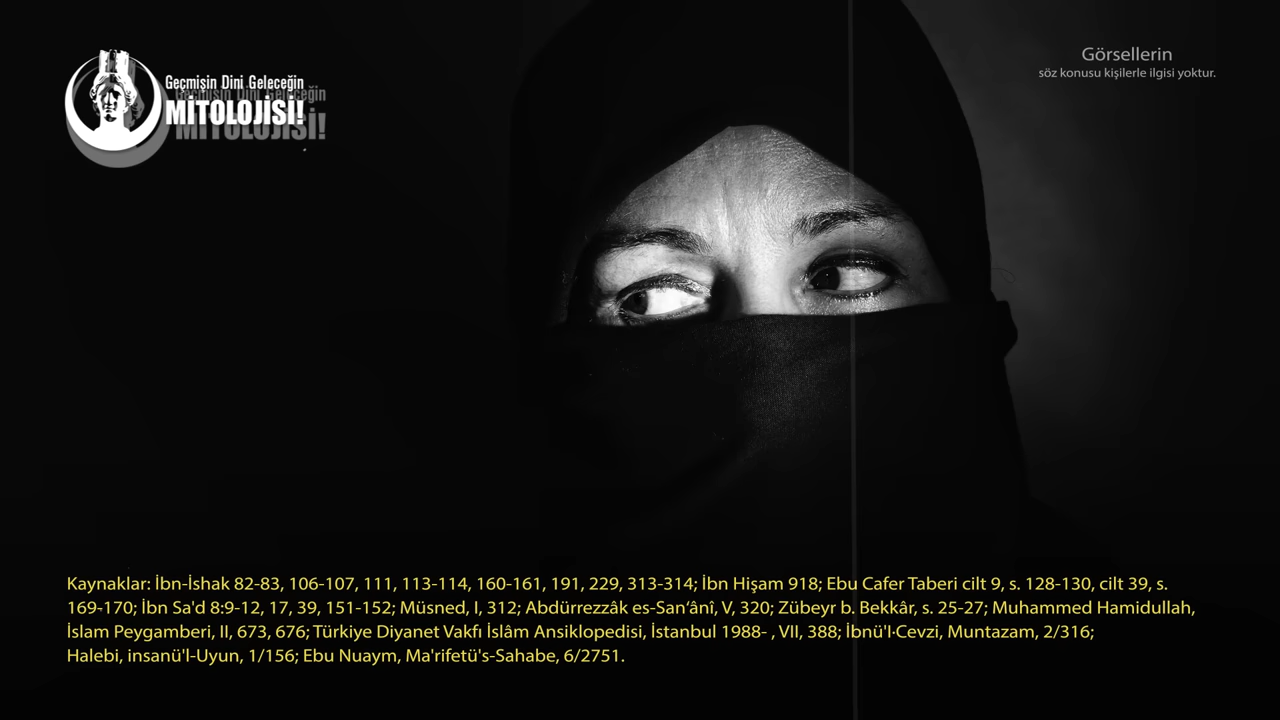 Geçmişin Dini Geleceğin
MİTOLOJİSİ!
Görsellerin
söz konusu kişilerle ilgisi yoktur.
Kaynaklar: İbn-İshak 82-83, 106-107, 111, 113-114, 160-161, 191, 229, 313-314; İbn Hişam 918; Ebu Cafer Taberi cilt 9, s. 128-130, cilt 39, s.
169-170; İbn Sa'd 8:9-12, 17, 39, 151-152; Müsned, I, 312; Abdürrezzâk es-San‘ânî, V, 320; Zübeyr b. Bekkâr, s. 25-27; Muhammed Hamidullah,
İslam Peygamberi, II, 673, 676; Türkiye Diyanet Vakfı İslâm Ansiklopedisi, İstanbul 1988- , VII, 388; İbnü'l·Cevzi, Muntazam, 2/316;
Halebi, insanü'l-Uyun, 1/156; Ebu Nuaym, Ma'rifetü's-Sahabe, 6/2751.